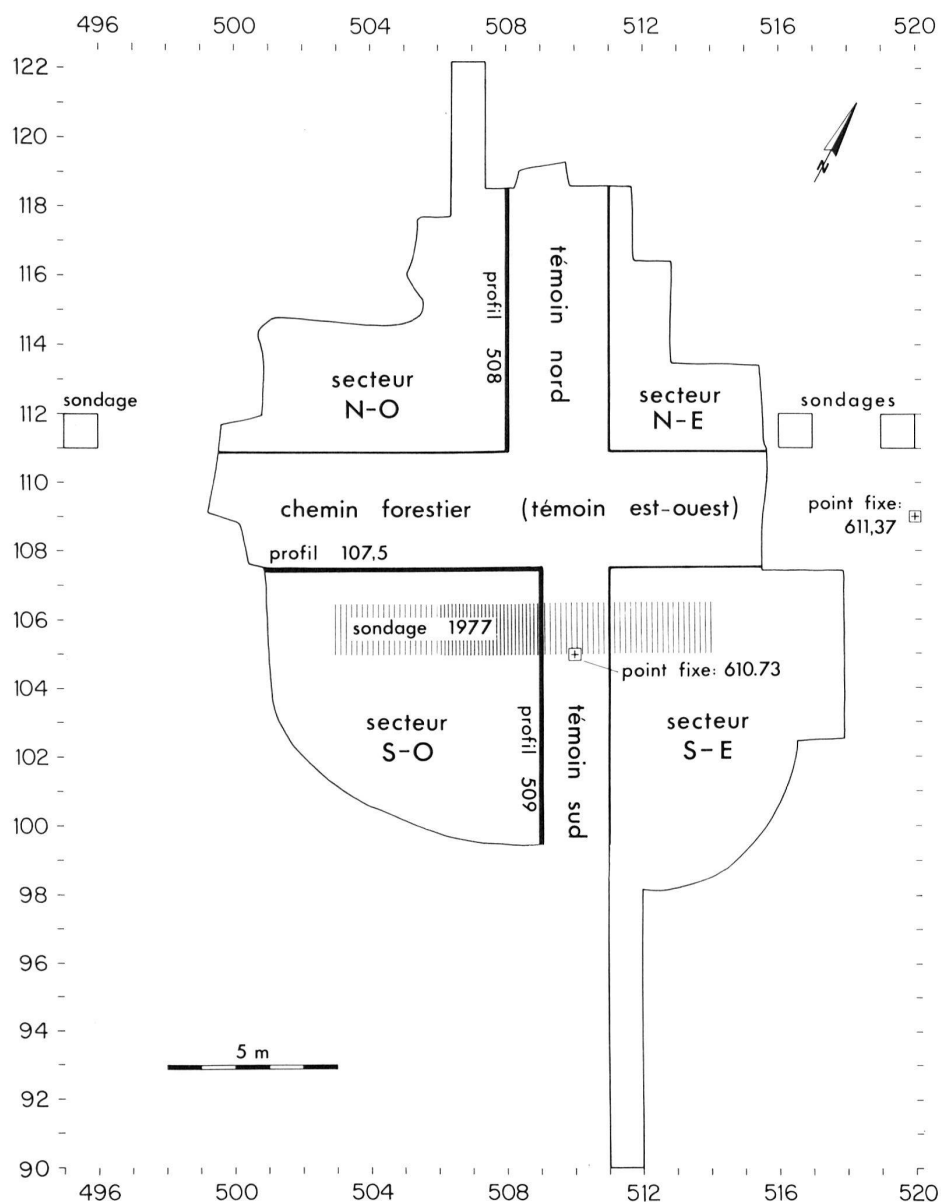 496 500 504 508 512 516 520
122
120
118
116
114
112
110
108
106
104
102
100
98
96
94
92
90
N
témoin nord
profil 508
secteur
N-O
secteur
N-E
sondage
sondages
chemin forestier (témoin est-ouest)
point fixe:
611,37
profil 107,5
sondage 1977
point fixe: 610.73
secteur
S-O
profil 509
témoin sud
secteur
S-E
5 m
496 500 504 508 512 516 520